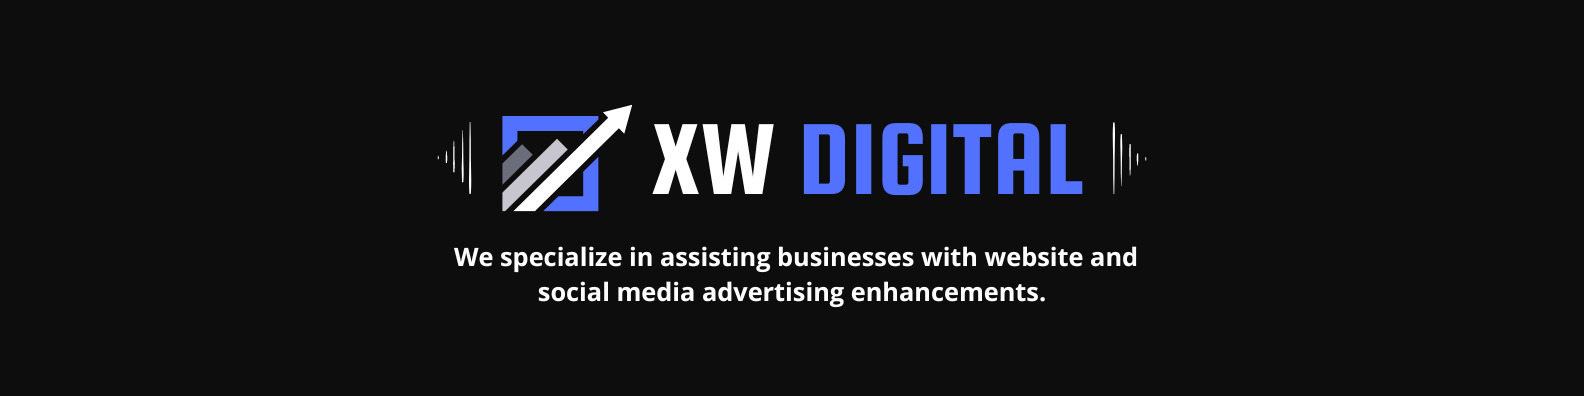 XW DIGITAL
We specialize in assisting businesses with website and
social media advertising enhancements.